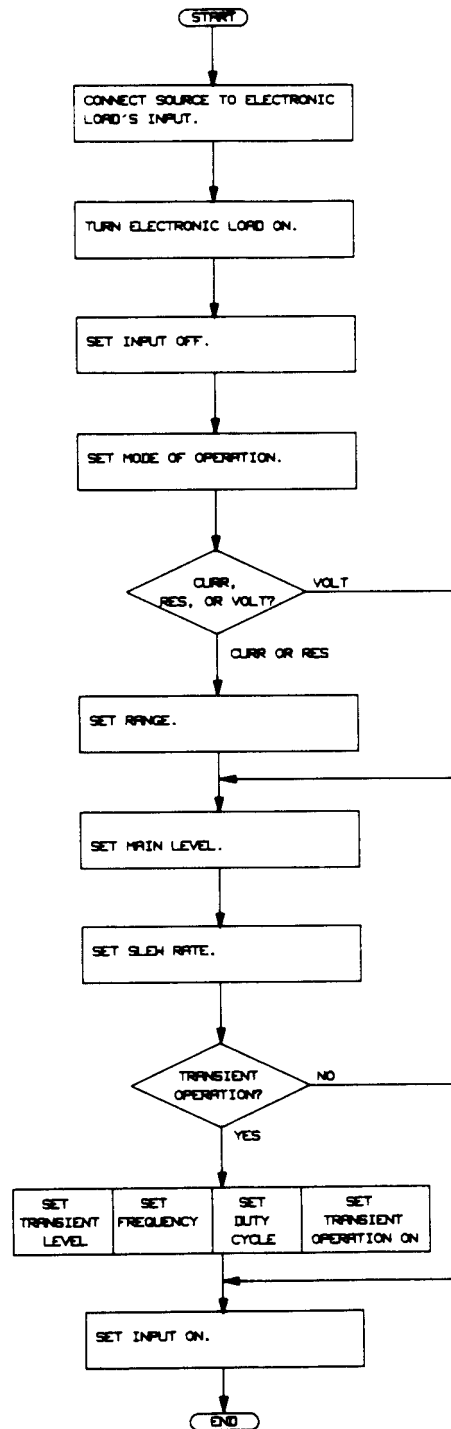 START
CONNECT SOURCE TO ELECTRONIC
LOAD'S INPUT.
TURN ELECTRONIC LOAD ON.
SET INPUT OFF.
SET MODE OF OPERATION.
CURR,
RES, OR VOLT?
VOLT
CURR OR RES
SET RANGE.
SET MAIN LEVEL.
SET SLEW RATE.
TRANSIENT
OPERATION?
NO
YES
SET
TRANSIENT
LEVEL
SET
FREQUENCY
SET
DUTY
CYCLE
SET
TRANSIENT
OPERATION ON
SET INPUT ON.
END